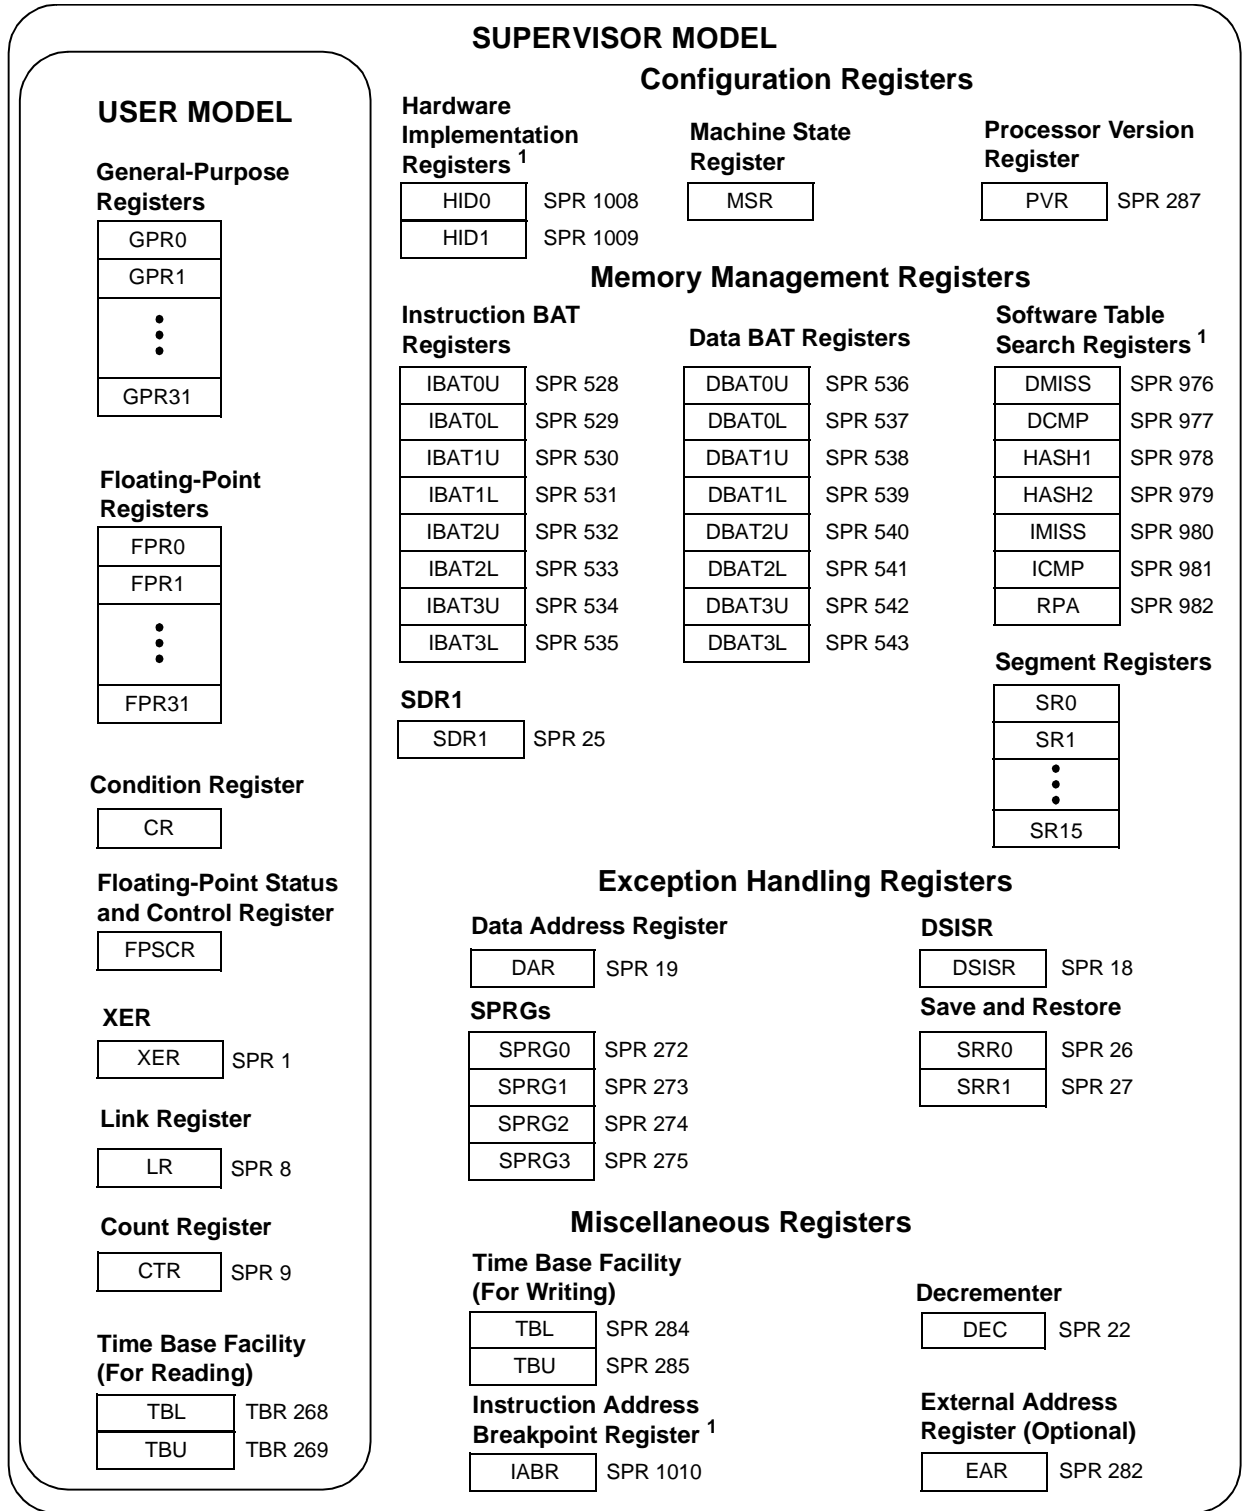 SUPERVISOR MODEL
USER MODEL
General-Purpose
Registers
GPR0
GPR1
GPR31
Floating-Point
Registers
FPR0
FPR1
FPR31
Condition Register
CR
Floating-Point Status
and Control Register
FPSCR
XER
XER SPR 1
Link Register
LR SPR 8
Count Register
CTR SPR 9
Time Base Facility
(For Reading)
TBL TBR 268
TBU TBR 269
Configuration Registers
Hardware
Implementation
Registers 1
HID0 SPR 1008
HID1 SPR 1009
Machine State
Register
MSR
Processor Version
Register
PVR SPR 287
Memory Management Registers
Instruction BAT
Registers
IBAT0U SPR 528
IBAT0L SPR 529
IBAT1U SPR 530
IBAT1L SPR 531
IBAT2U SPR 532
IBAT2L SPR 533
IBAT3U SPR 534
IBAT3L SPR 535
Data BAT Registers
DBAT0U SPR 536
DBAT0L SPR 537
DBAT1U SPR 538
DBAT1L SPR 539
DBAT2U SPR 540
DBAT2L SPR 541
DBAT3U SPR 542
DBAT3L SPR 543
Software Table
Search Registers 1
DMISS SPR 976
DCMP SPR 977
HASH1 SPR 978
HASH2 SPR 979
IMISS SPR 980
ICMP SPR 981
RPA SPR 982
SDR1
SDR1 SPR 25
Segment Registers
SR0
SR1
SR15
Exception Handling Registers
Data Address Register
DAR SPR 19
DSISR
DSISR SPR 18
SPRGs
SPRG0 SPR 272
SPRG1 SPR 273
SPRG2 SPR 274
SPRG3 SPR 275
Save and Restore
SRR0 SPR 26
SRR1 SPR 27
Miscellaneous Registers
Time Base Facility
(For Writing)
TBL SPR 284
TBU SPR 285
Decrementer
DEC SPR 22
Instruction Address
Breakpoint Register 1
IABR SPR 1010
External Address
Register (Optional)
EAR SPR 282